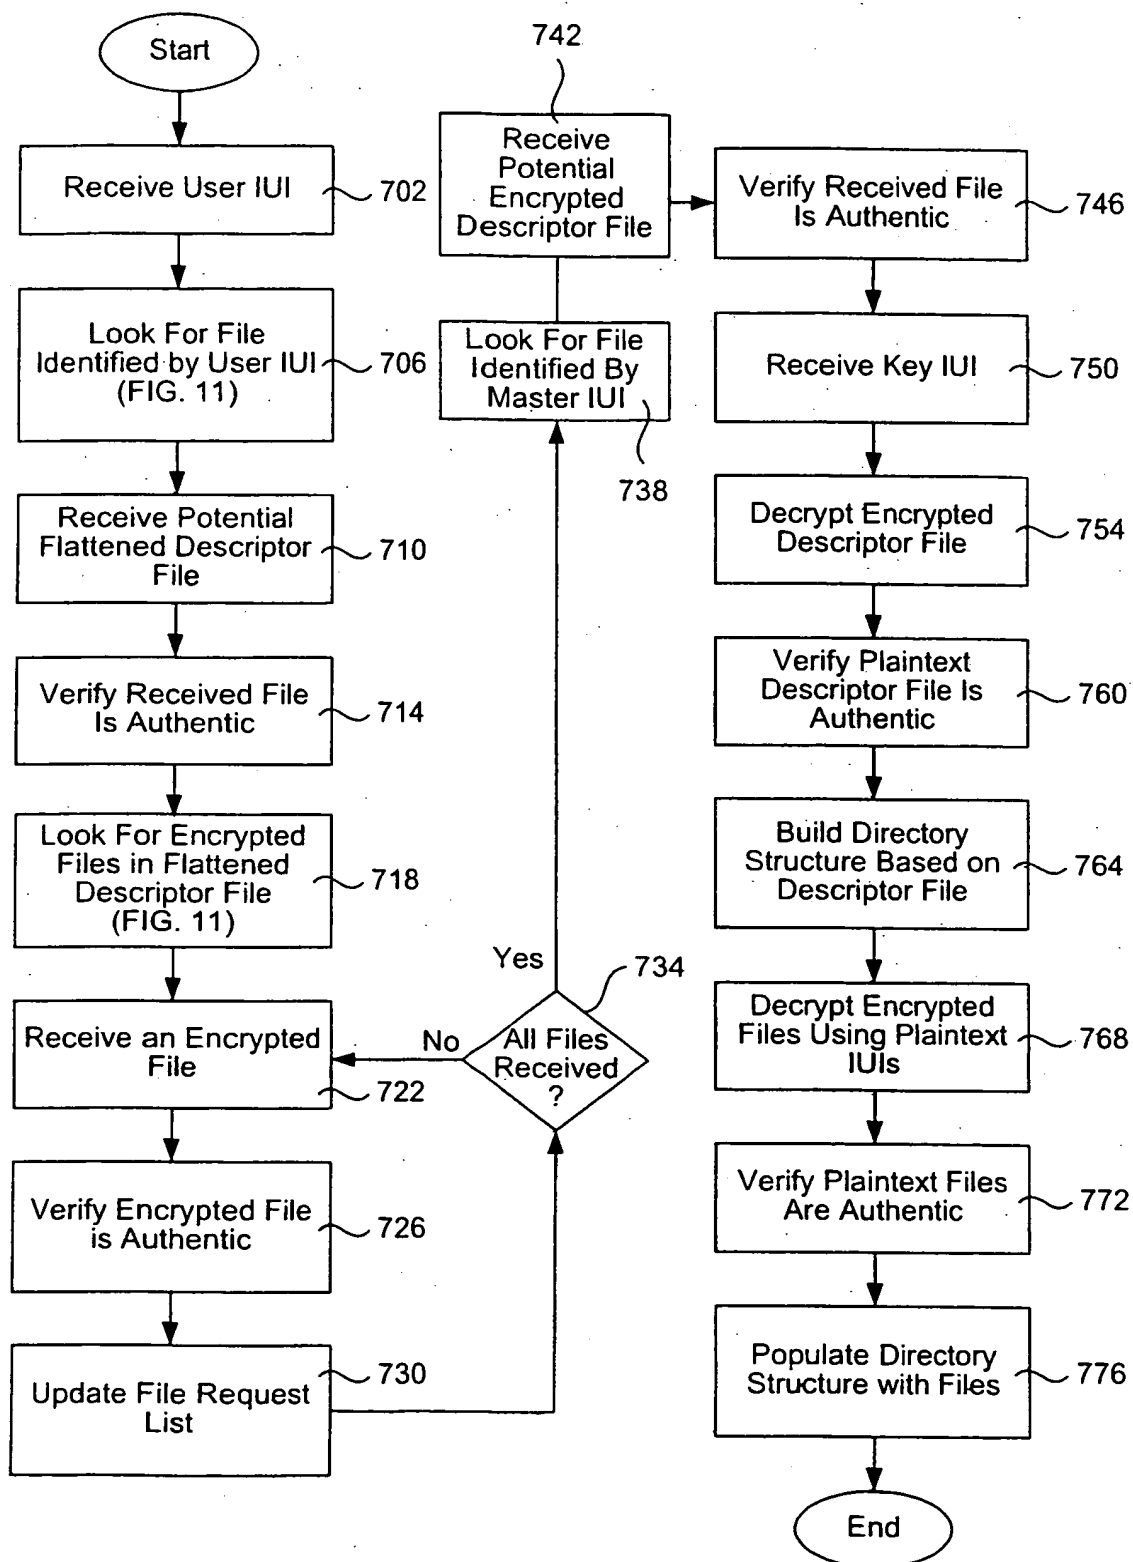 Start
Receive User IUI
702
Look For File
Identified by User IUI
(FIG. 11)
706
Receive Potential
Flattened Descriptor
File
710
Verify Received File
Is Authentic
714
Look For Encrypted
Files in Flattened
Descriptor File
(FIG. 11)
718
Receive an Encrypted
File
722
Verify Encrypted File
is Authentic
726
Update File Request
List
730
All Files
Received
?
734
No
Yes
Look For File
Identified By
Master IUI
738
742
Receive
Potential
Encrypted
Descriptor File
Verify Received File
Is Authentic
746
Receive Key IUI
750
Decrypt Encrypted
Descriptor File
754
Verify Plaintext
Descriptor File Is
Authentic
760
Build Directory
Structure Based on
Descriptor File
764
Decrypt Encrypted
Files Using Plaintext
IUIs
768
Verify Plaintext Files
Are Authentic
772
Populate Directory
Structure with Files
776
End